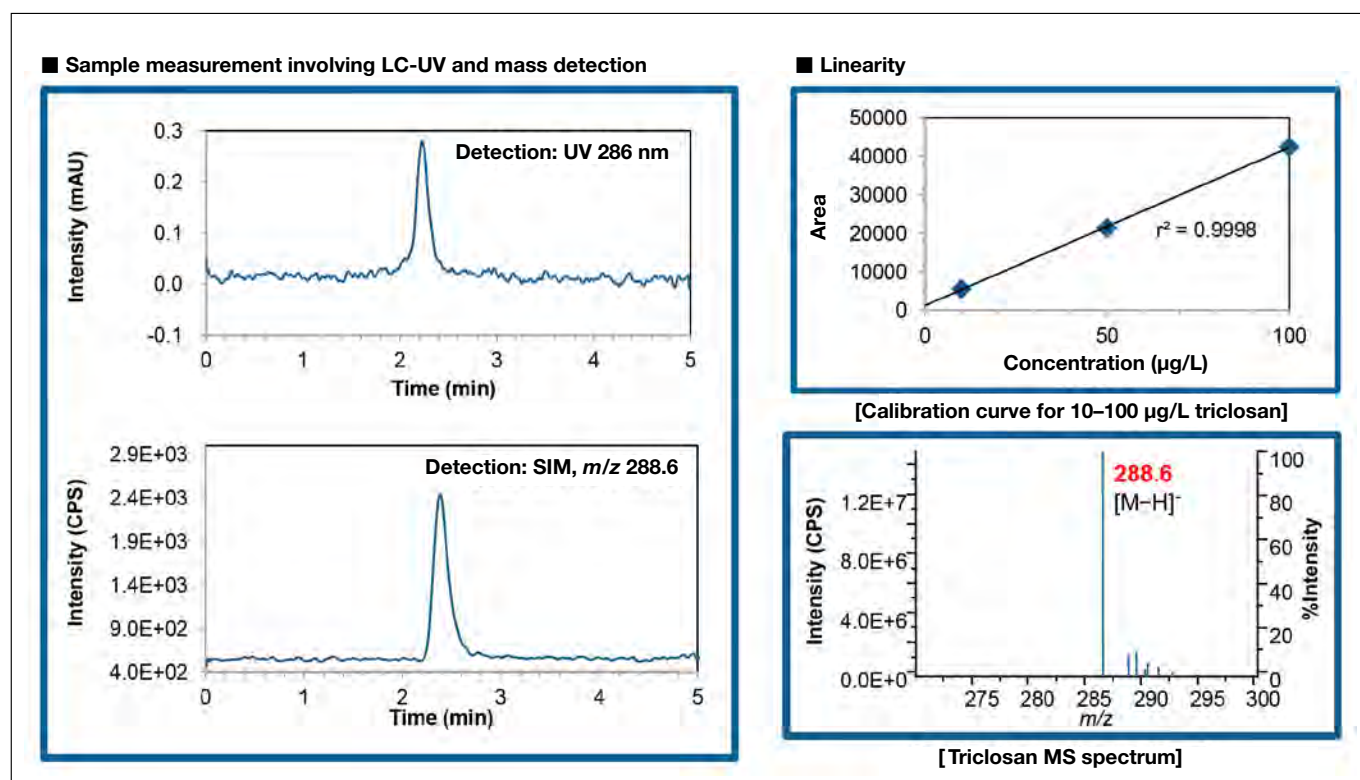 ■ Sample measurement involving LC-UV and mass detection
0.3
0.2
0.1
0.0
-0.1
Intensity (mAU)
Detection: UV 286 nm
0 1 2 3 4 5
Time (min)
2.9E+03
2.4E+03
1.9E+03
1.4E+03
9.0E+02
4.0E+02
Intensity (CPS)
Detection: SIM, m/z 288.6
0 1 2 3 4 5
Time (min)
■ Linearity
50000
40000
30000
20000
10000
0
Area
r² = 0.9998
0 50 100
Concentration (µg/L)
[Calibration curve for 10–100 µg/L triclosan]
1.2E+7
8.0E+6
4.0E+6
0.0E+0
Intensity (CPS)
288.6
[M−H]-
100
80
60
40
20
0
%Intensity
275 280 285 290 295 300
m/z
[Triclosan MS spectrum]